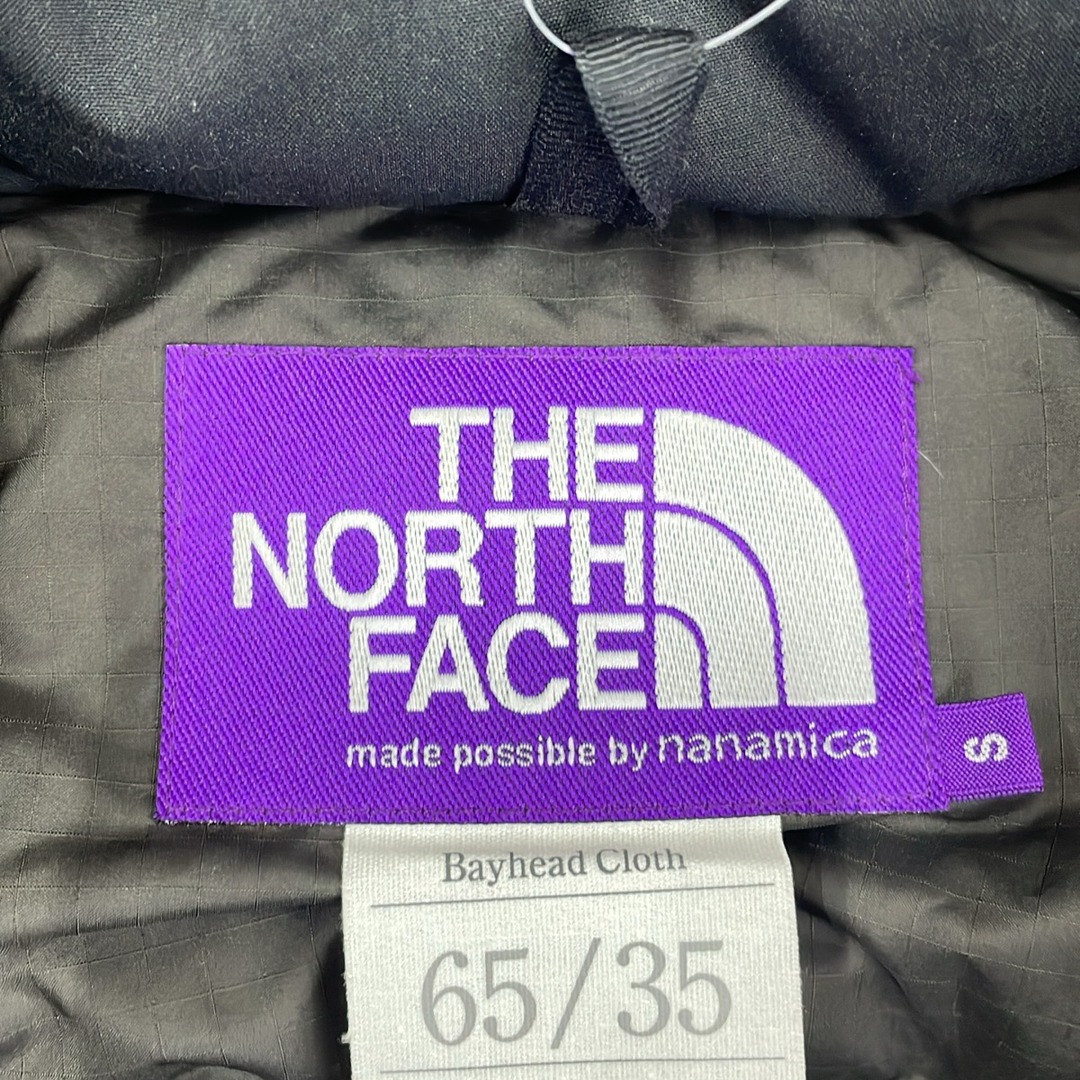 THE
NORTH
FACE
made possible by nanamica
S
Bayhead Cloth
65/35